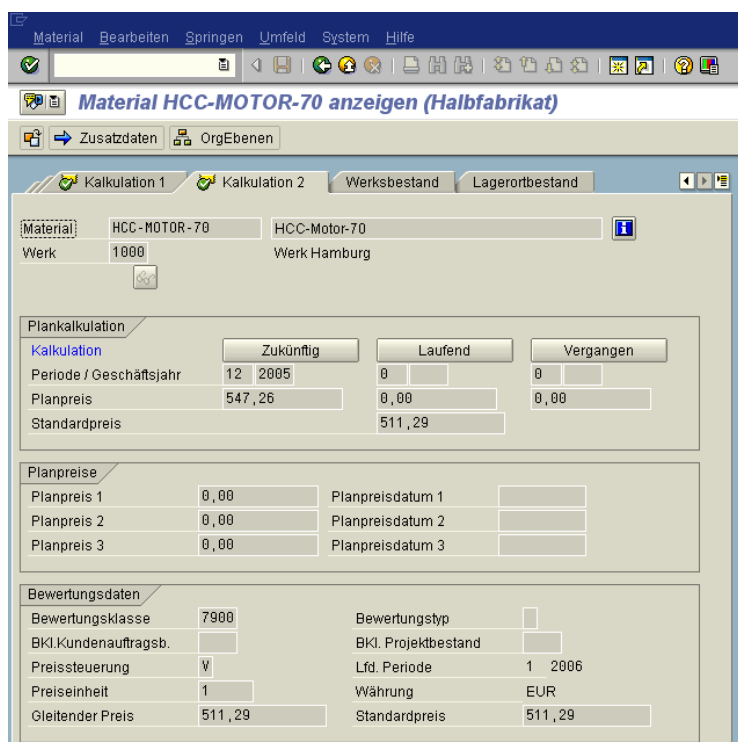 Material Bearbeiten Springen Umfeld System Hilfe
Material HCC-MOTOR-70 anzeigen (Halbfabrikat)
Zusatzdaten OrgEbenen
Kalkulation 1 Kalkulation 2 Werksbestand Lagerortbestand
Material HCC-MOTOR-70 HCC-Motor-70
Werk 1000 Werk Hamburg
Plankalkulation
Kalkulation Zukünftig Laufend Vergangen
Periode / Geschäftsjahr 12 2005 0 0
Planpreis 547,26 0,00 0,00
Standardpreis 511,29
Planpreise
Planpreis 1 0,00 Planpreisdatum 1
Planpreis 2 0,00 Planpreisdatum 2
Planpreis 3 0,00 Planpreisdatum 3
Bewertungsdaten
Bewertungsklasse 7900 Bewertungstyp
BKl.Kundenauftragsb. BKl. Projektbestand
Preissteuerung V Lfd. Periode 1 2006
Preiseinheit 1 Währung EUR
Gleitender Preis 511,29 Standardpreis 511,29